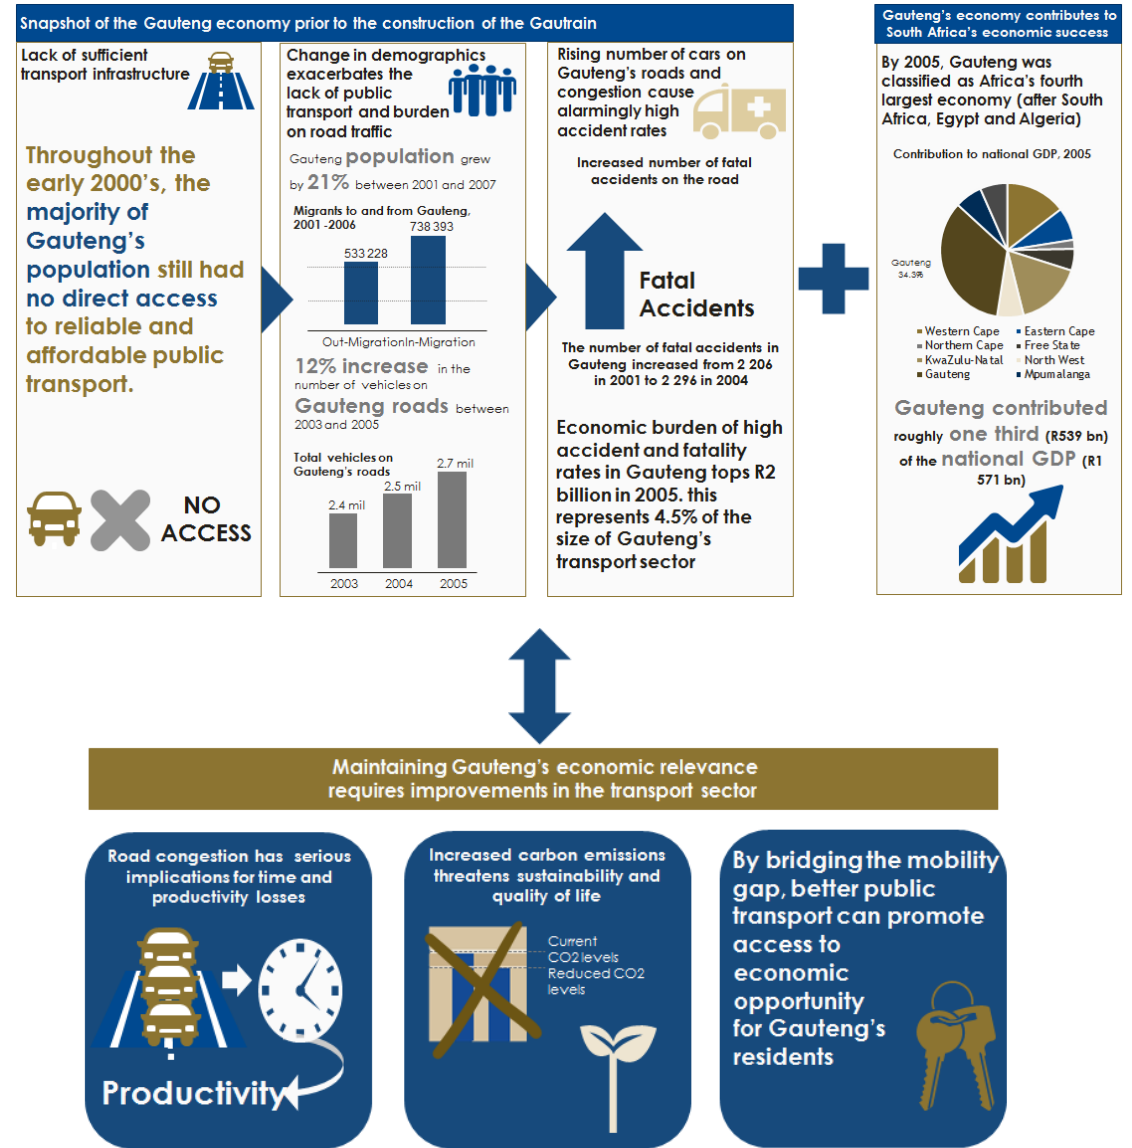 Snapshot of the Gauteng economy prior to the construction of the Gautrain
Lack of sufficient
transport infrastructure
Throughout the
early 2000's, the
majority of
Gauteng's
population still had
no direct access
to reliable and
affordable public
transport.
NO
ACCESS
Change in demographics
exacerbates the
lack of public
transport and burden
on road traffic
Gauteng population grew
by 21% between 2001 and 2007
Migrants to and from Gauteng,
2001 -2006
738 393
533 228
Out-MigrationIn-Migration
12% increase in the
number of vehicles on
Gauteng roads between
2003 and 2005
Total vehicles on
Gauteng's roads
2.7 mil
2.5 mil
2.4 mil
2003 2004 2005
Rising number of cars on
Gauteng's roads and
congestion cause
alarmingly high
accident rates
Increased number of fatal
accidents on the road
Fatal
Accidents
The number of fatal accidents in
Gauteng increased from 2 206
in 2001 to 2 296 in 2004
Economic burden of high
accident and fatality
rates in Gauteng tops R2
billion in 2005. this
represents 4.5% of the
size of Gauteng's
transport sector
Gauteng's economy contributes to
South Africa's economic success
By 2005, Gauteng was
classified as Africa's fourth
largest economy (after South
Africa, Egypt and Algeria)
Contribution to national GDP, 2005
Gauteng
34.3%
Western Cape Eastern Cape
Northern Cape Free State
KwaZulu-Natal North West
Gauteng Mpumalanga
Gauteng contributed
roughly one third (R539 bn)
of the national GDP (R1
571 bn)
Maintaining Gauteng's economic relevance
requires improvements in the transport sector
Road congestion has serious
implications for time and
productivity losses
Productivity
Increased carbon emissions
threatens sustainability and
quality of life
Current
CO2 levels
Reduced CO2
levels
By bridging the mobility
gap, better public
transport can promote
access to
economic
opportunity
for Gauteng's
residents